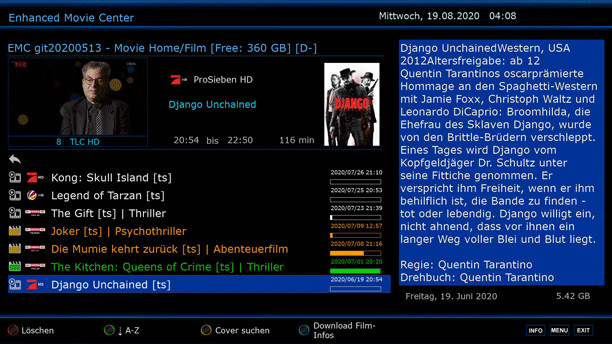 Enhanced Movie Center
Mittwoch, 19.08.2020 04:08
EMC git20200513 - Movie Home/Film [Free: 360 GB] [D-]
ProSieben HD
Django Unchained
DJANGO
8 TLC HD
20:54 bis 22:50 116 min
2020/07/26 21:10
Kong: Skull Island [ts]
2020/07/25 20:53
Legend of Tarzan [ts]
2020/07/23 21:39
The Gift [ts] | Thriller
2020/07/09 12:57
Joker [ts] | Psychothriller
2020/07/08 21:16
Die Mumie kehrt zurück [ts] | Abenteuerfilm
2020/07/01 20:20
The Kitchen: Queens of Crime [ts] | Thriller
2020/06/19 20:54
Django Unchained [ts]
Django UnchainedWestern, USA
2012Altersfreigabe: ab 12
Quentin Tarantinos oscarprämierte
Hommage an den Spaghetti-Western
mit Jamie Foxx, Christoph Waltz und
Leonardo DiCaprio: Broomhilda, die
Ehefrau des Sklaven Django, wurde
von den Brittle-Brüdern verschleppt.
Eines Tages wird Django vom
Kopfgeldjäger Dr. Schultz unter
seine Fittiche genommen. Er
verspricht ihm Freiheit, wenn er ihm
behilflich ist, die Bande zu finden -
tot oder lebendig. Django willigt ein,
nicht ahnend, dass vor ihnen ein
langer Weg voller Blei und Blut liegt.
Regie: Quentin Tarantino
Drehbuch: Quentin Tarantino
Freitag, 19. Juni 2020 5.42 GB
Löschen
↓ A-Z
Cover suchen
Download Film-
Infos
INFO MENU EXIT